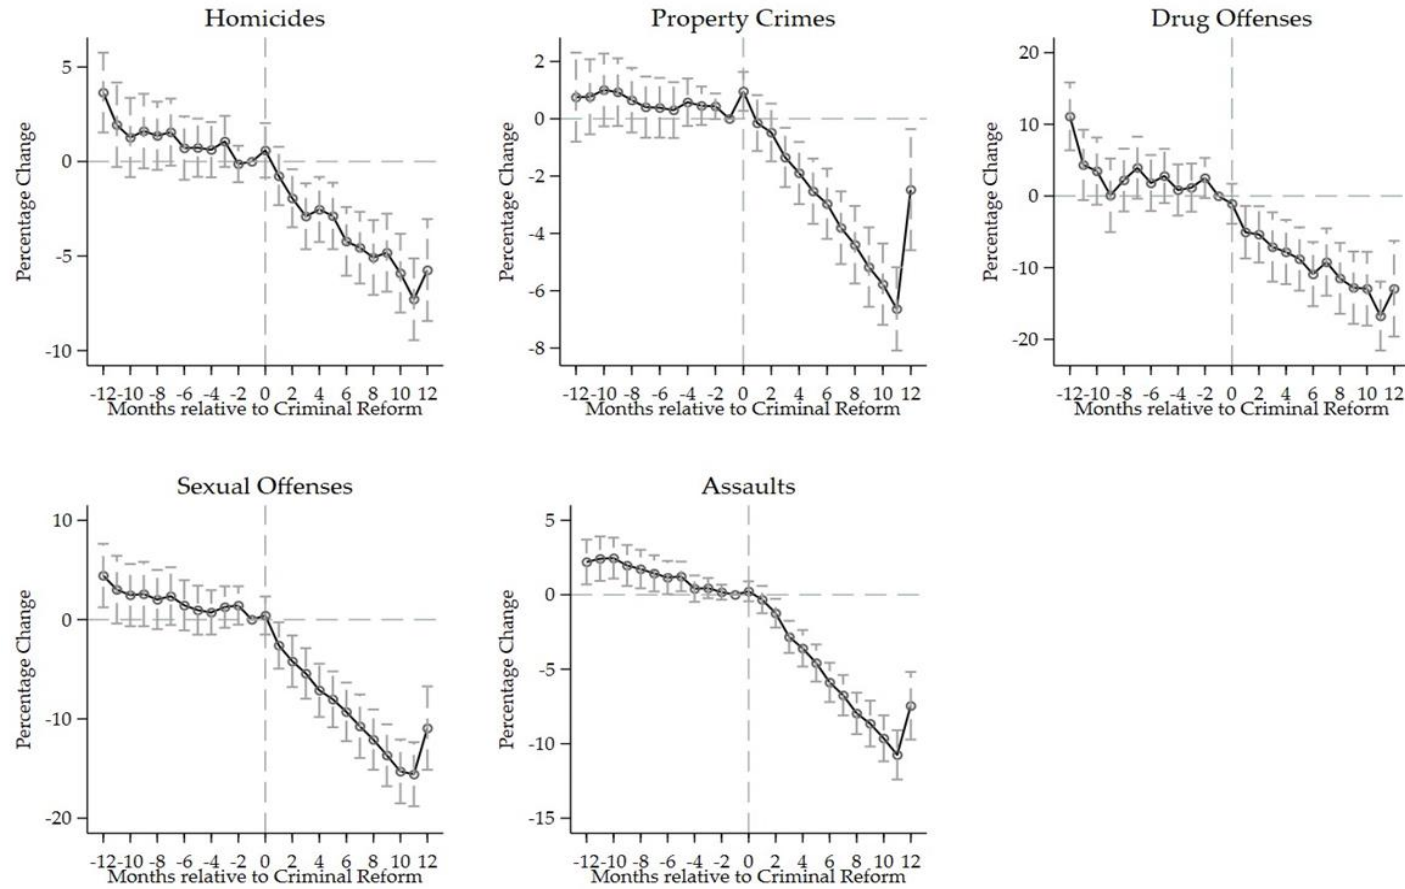 Homicides
Percentage Change
5
0
-5
-10
-12-10 -8 -6 -4 -2 0 2 4 6 8 10 12
Months relative to Criminal Reform
Property Crimes
Percentage Change
2
0
-2
-4
-6
-8
-12-10 -8 -6 -4 -2 0 2 4 6 8 10 12
Months relative to Criminal Reform
Drug Offenses
Percentage Change
20
10
0
-10
-20
-12-10 -8 -6 -4 -2 0 2 4 6 8 10 12
Months relative to Criminal Reform
Sexual Offenses
Percentage Change
10
0
-10
-20
-12-10 -8 -6 -4 -2 0 2 4 6 8 10 12
Months relative to Criminal Reform
Assaults
Percentage Change
5
0
-5
-10
-15
-12-10 -8 -6 -4 -2 0 2 4 6 8 10 12
Months relative to Criminal Reform